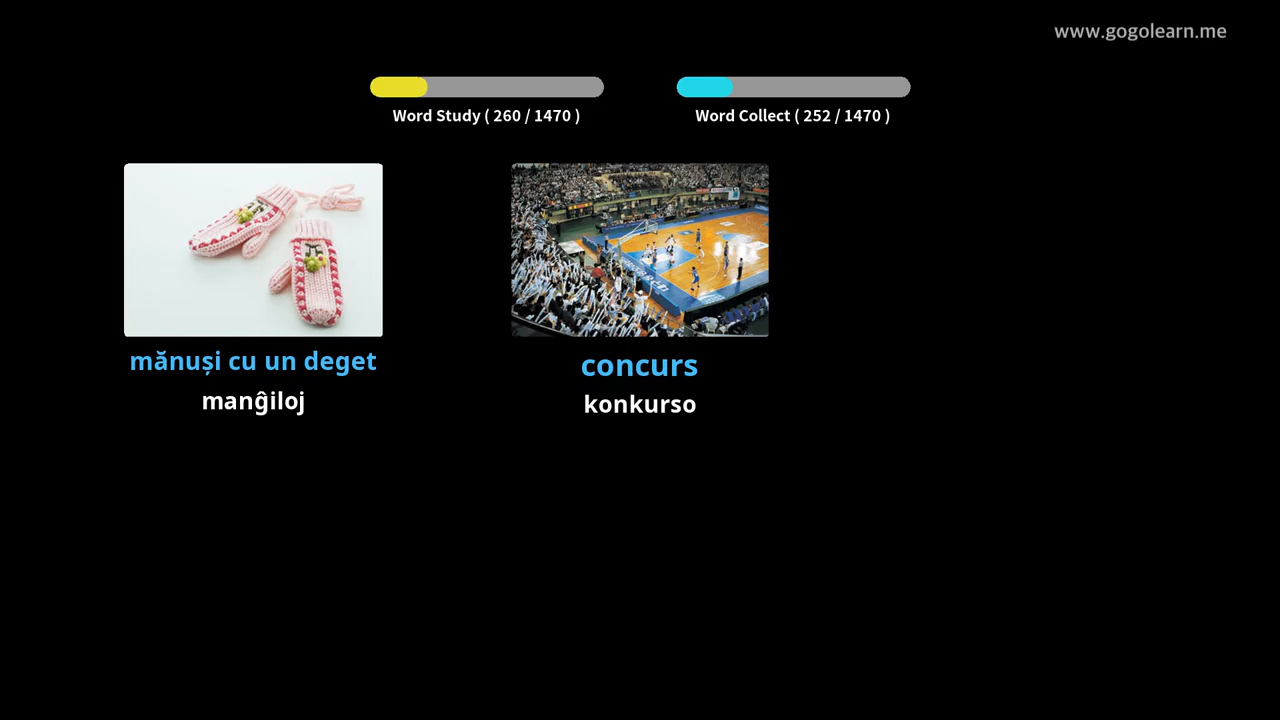 www.gogolearn.me
Word Study ( 260 / 1470 )
Word Collect ( 252 / 1470 )
mănuși cu un deget
manĝiloj
concurs
konkurso